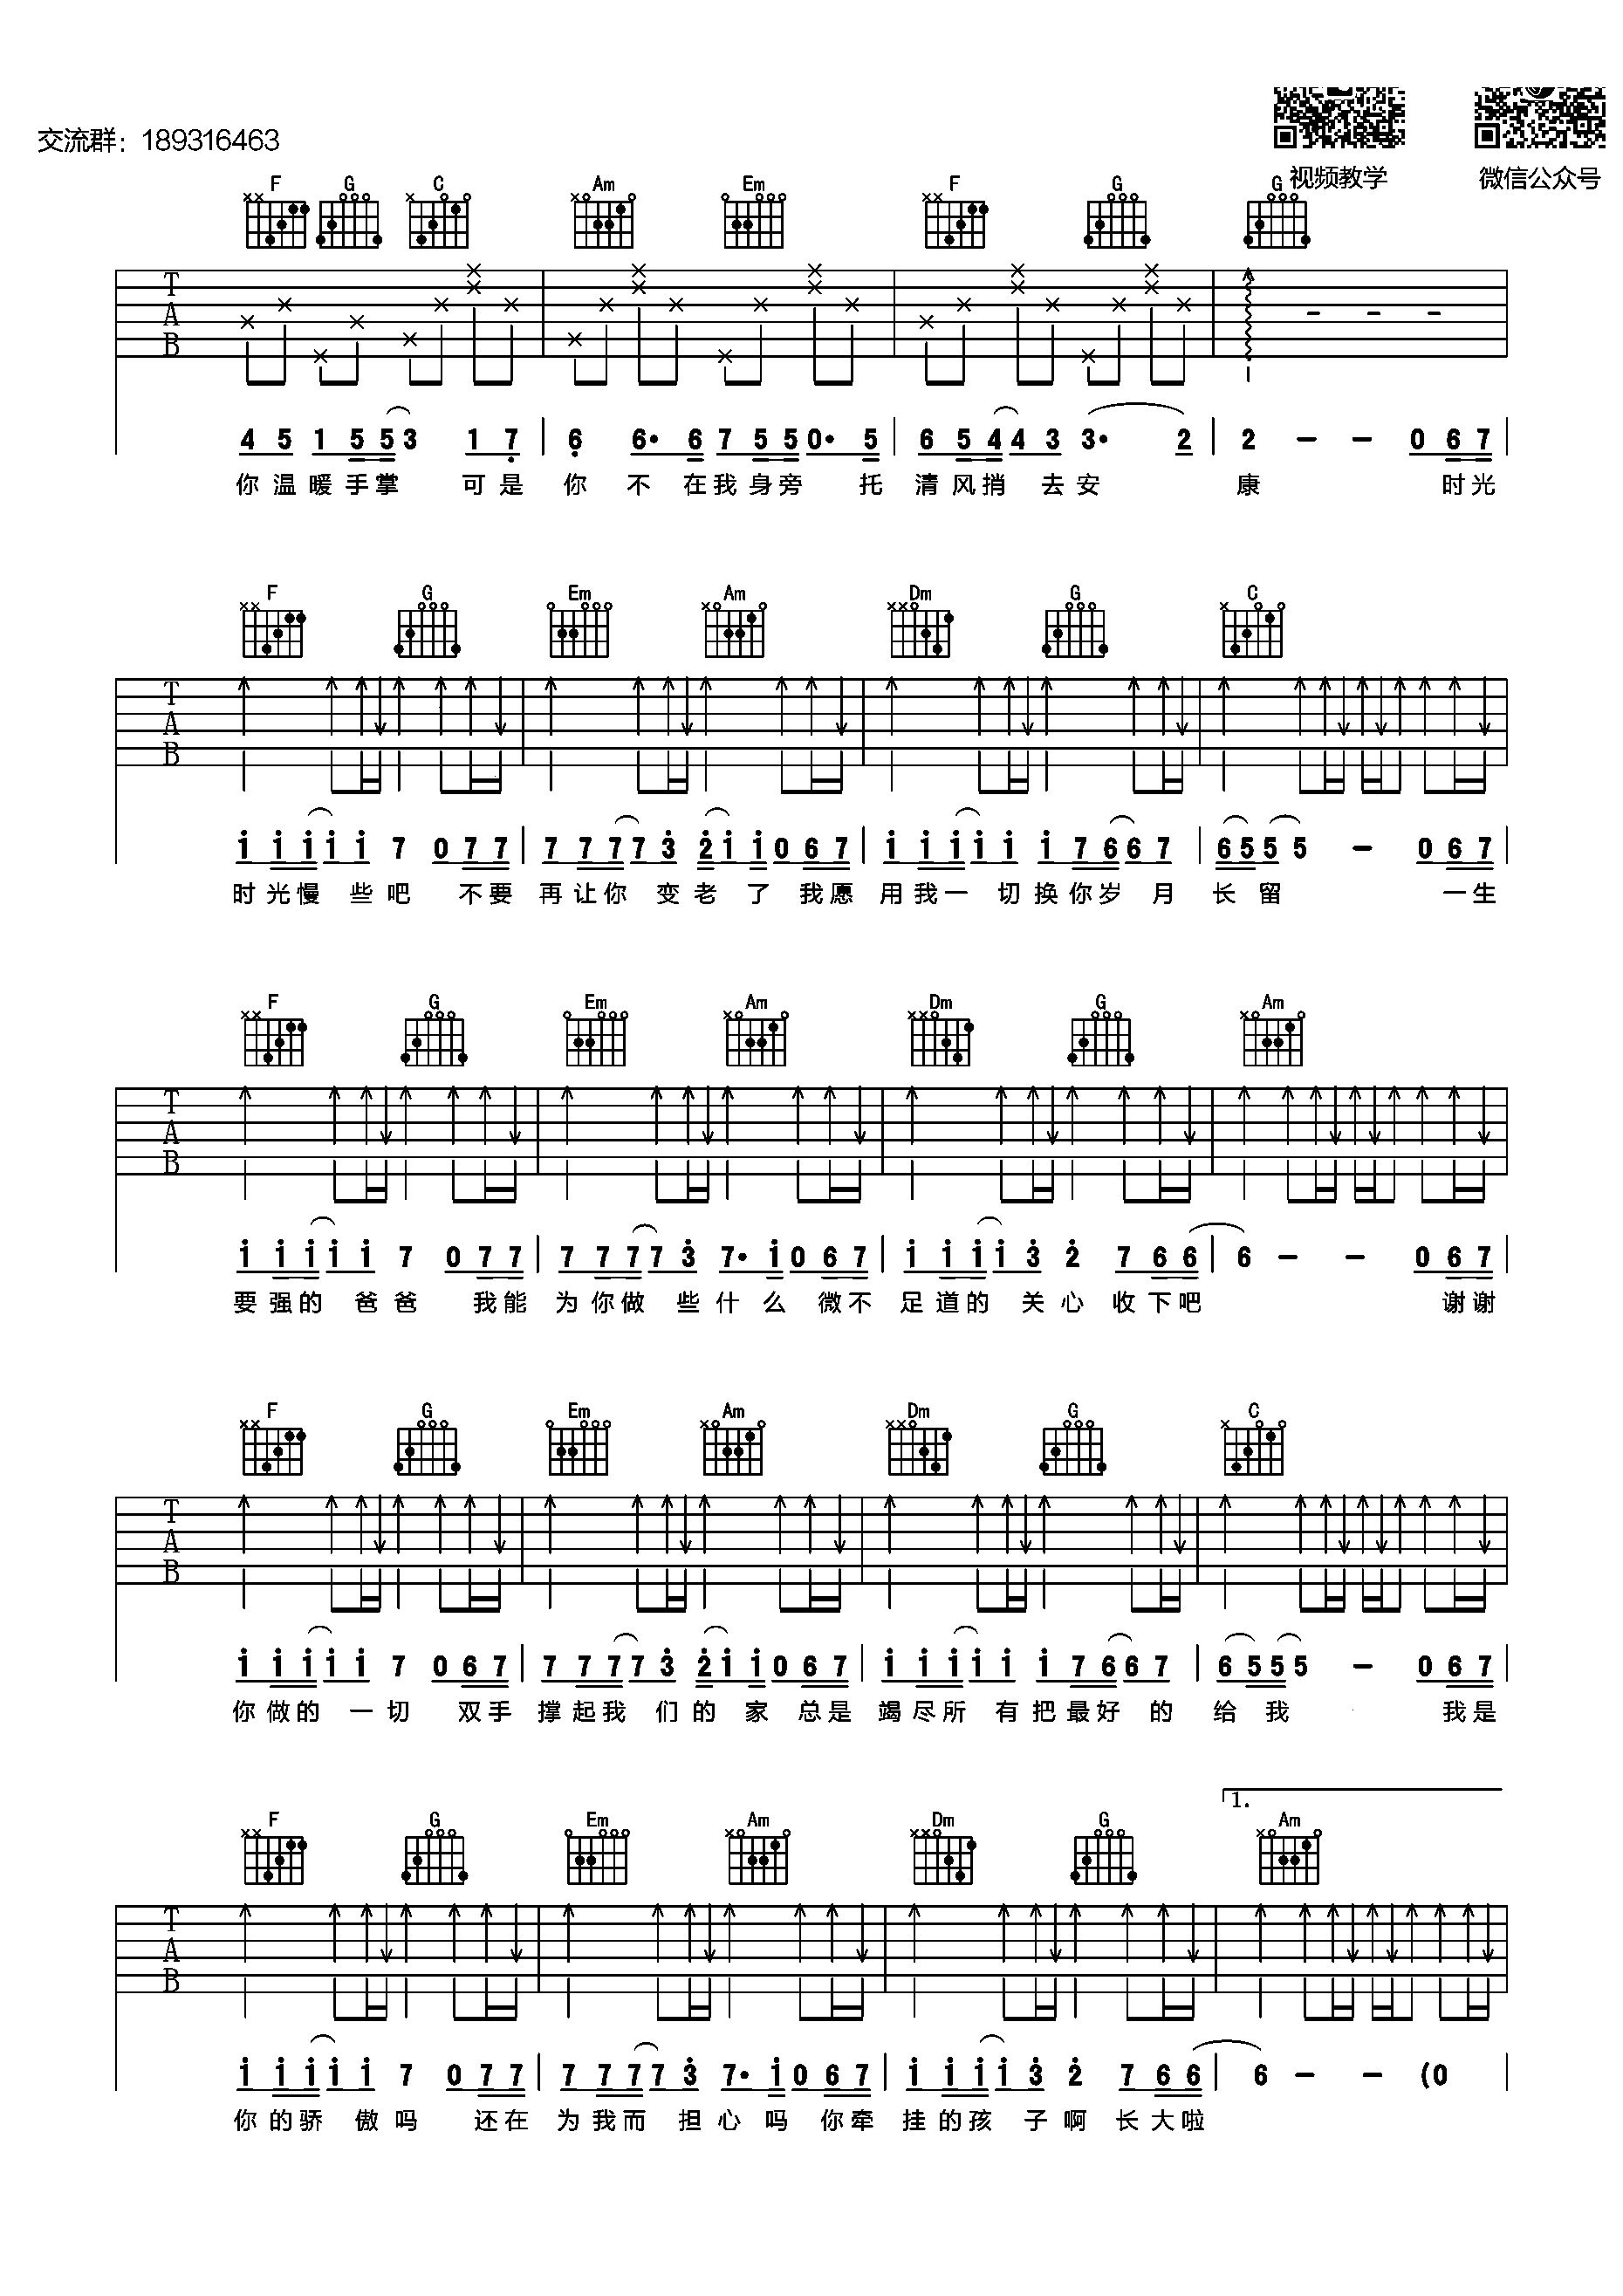 交流群：189316463
视频教学 微信公众号
F G C Am Em F G G
T
A
B
4 5 1 5 5 3 1 7 | 6 6· 6 7 5 5 0· 5 | 6 5 4 4 3 3· 2 | 2 — — 0 6 7 |
你温暖手掌 可是 你 不 在我身旁 托 清风捎 去安 康 时光
F G Em Am Dm G C
T
A
B
i i i i i 7 0 7 7 | 7 7 7 7 3 2 i i 0 6 7 | i i i i i i 7 6 6 7 | 6 5 5 5 — 0 6 7 |
时光慢 些吧 不要 再让你 变老 了 我愿 用我一 切换你岁 月 长留 一生
F G Em Am Dm G Am
T
A
B
i i i i i 7 0 7 7 | 7 7 7 7 3 7· i 0 6 7 | i i i i 3 2 7 6 6 | 6 — — 0 6 7 |
要强的 爸爸 我能 为你做 些什么 微不 足道的 关心 收下吧 谢谢
F G Em Am Dm G C
T
A
B
i i i i i 7 0 6 7 | 7 7 7 7 3 2 i i 0 6 7 | i i i i i i 7 6 6 7 | 6 5 5 5 — 0 6 7 |
你做的 一切 双手 撑起我 们的 家 总是 竭尽所 有把最好 的 给我 我是
1.
F G Em Am Dm G Am
T
A
B
i i i i i 7 0 7 7 | 7 7 7 7 3 7· i 0 6 7 | i i i i 3 2 7 6 6 | 6 — — (0 |
你的骄 傲吗 还在 为我而 担心吗 你牵 挂的孩 子啊 长大啦